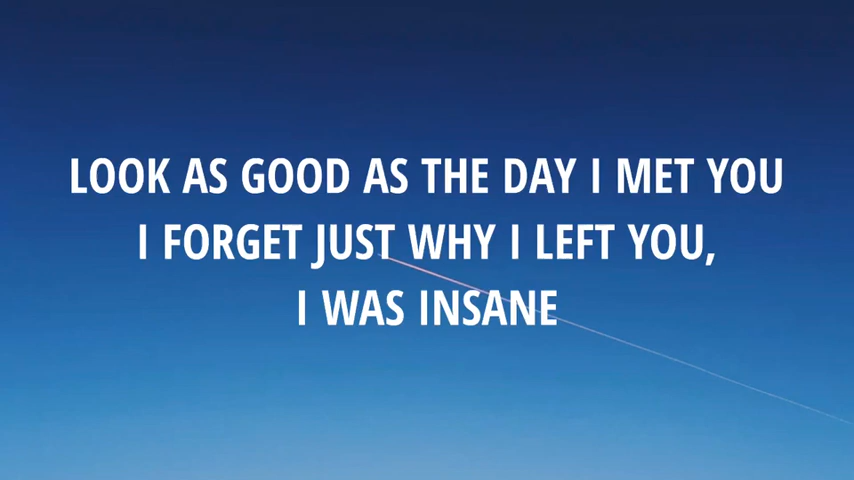 LOOK AS GOOD AS THE DAY I MET YOU
I FORGET JUST WHY I LEFT YOU,
I WAS INSANE